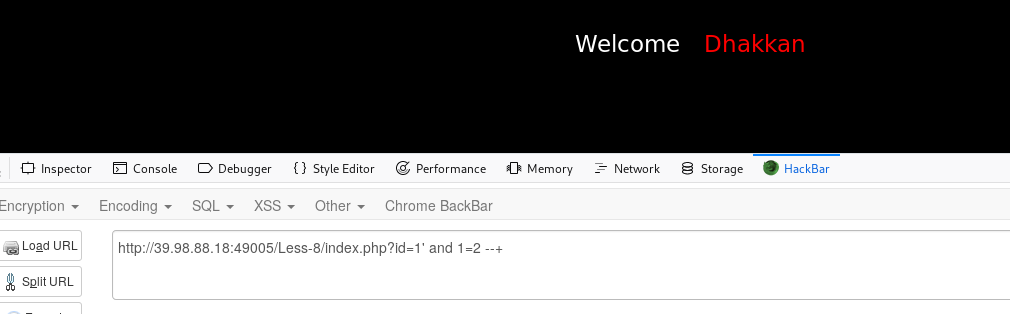 Welcome Dhakkan
Inspector Console Debugger Style Editor Performance Memory Network Storage HackBar
Encryption Encoding SQL XSS Other Chrome BackBar
Load URL
http://39.98.88.18:49005/Less-8/index.php?id=1' and 1=2 --+
Split URL